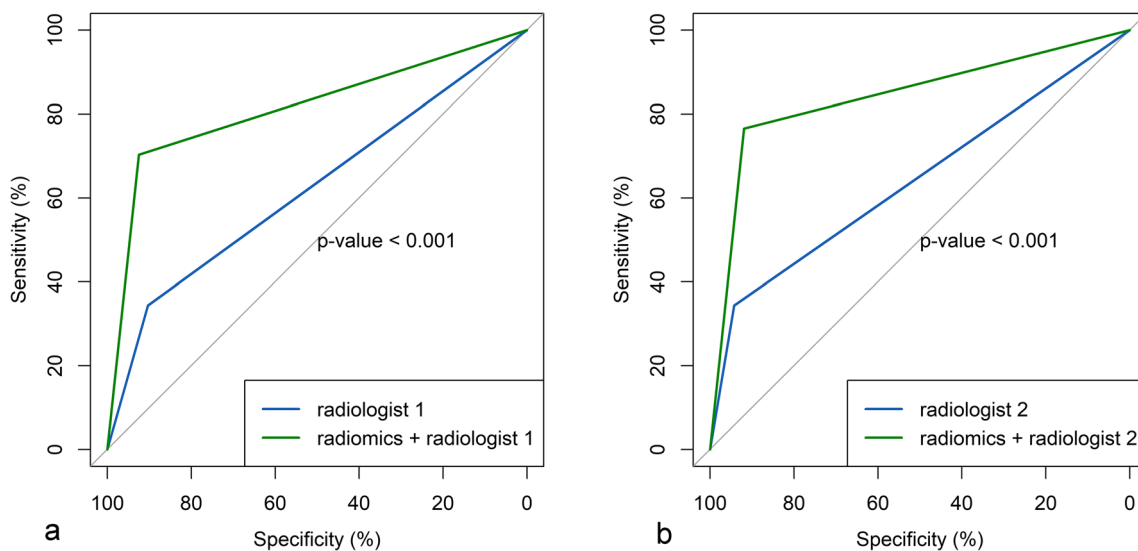 100
80
60
40
20
0
Sensitivity (%)
p-value < 0.001
radiologist 1
radiomics + radiologist 1
100 80 60 40 20 0
Specificity (%)
a
100
80
60
40
20
0
Sensitivity (%)
p-value < 0.001
radiologist 2
radiomics + radiologist 2
100 80 60 40 20 0
Specificity (%)
b